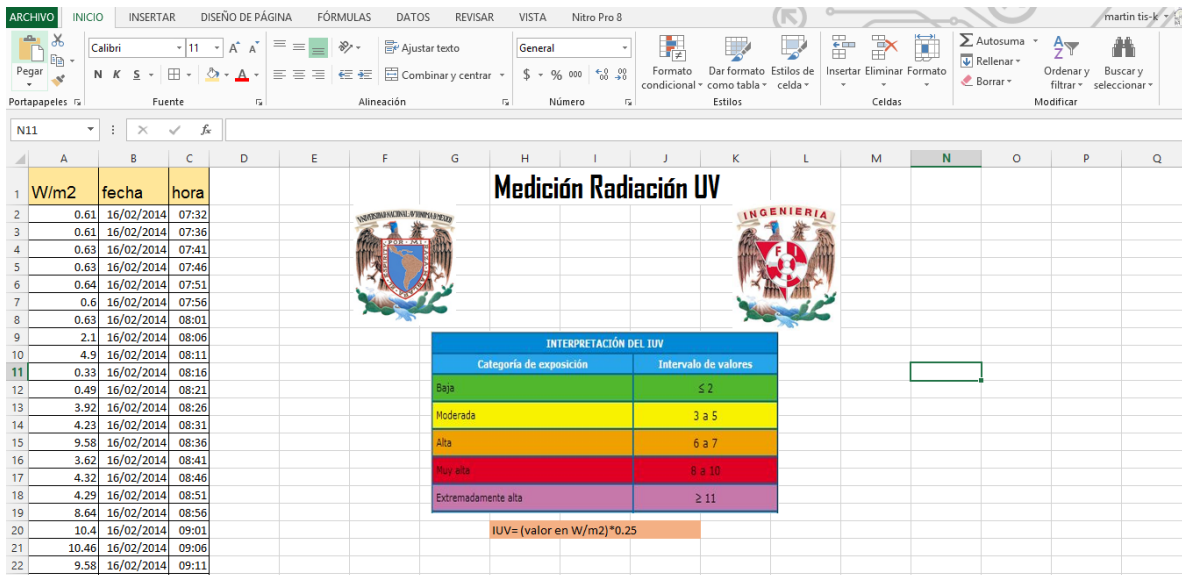 ARCHIVO INICIO INSERTAR DISEÑO DE PÁGINA FÓRMULAS DATOS REVISAR VISTA Nitro Pro 8 martin tis-k
Pegar
Calibri 11
N K S
Ajustar texto
Combinar y centrar
General
$ % 000
Formato condicional
Dar formato como tabla
Estilos de celda
Insertar Eliminar Formato
Autosuma
Rellenar
Borrar
Ordenar y filtrar
Buscar y seleccionar
Portapapeles Fuente Alineación Número Estilos Celdas Modificar
N11 fx
A B C D E F G H I J K L M N O P Q
1 W/m2 fecha hora
Medición Radiación UV
2 0.61 16/02/2014 07:32
3 0.61 16/02/2014 07:36
4 0.63 16/02/2014 07:41
5 0.63 16/02/2014 07:46
6 0.64 16/02/2014 07:51
7 0.6 16/02/2014 07:56
8 0.63 16/02/2014 08:01
9 2.1 16/02/2014 08:06
10 4.9 16/02/2014 08:11
11 0.33 16/02/2014 08:16
12 0.49 16/02/2014 08:21
13 3.92 16/02/2014 08:26
14 4.23 16/02/2014 08:31
15 9.58 16/02/2014 08:36
16 3.62 16/02/2014 08:41
17 4.32 16/02/2014 08:46
18 4.29 16/02/2014 08:51
19 8.64 16/02/2014 08:56
20 10.4 16/02/2014 09:01
21 10.46 16/02/2014 09:06
22 9.58 16/02/2014 09:11
INGENIERIA
FI
INTERPRETACIÓN DEL IUV
Categoría de exposición Intervalo de valores
Baja ≤ 2
Moderada 3 a 5
Alta 6 a 7
Muy alta 8 a 10
Extremadamente alta ≥ 11
IUV= (valor en W/m2)*0.25